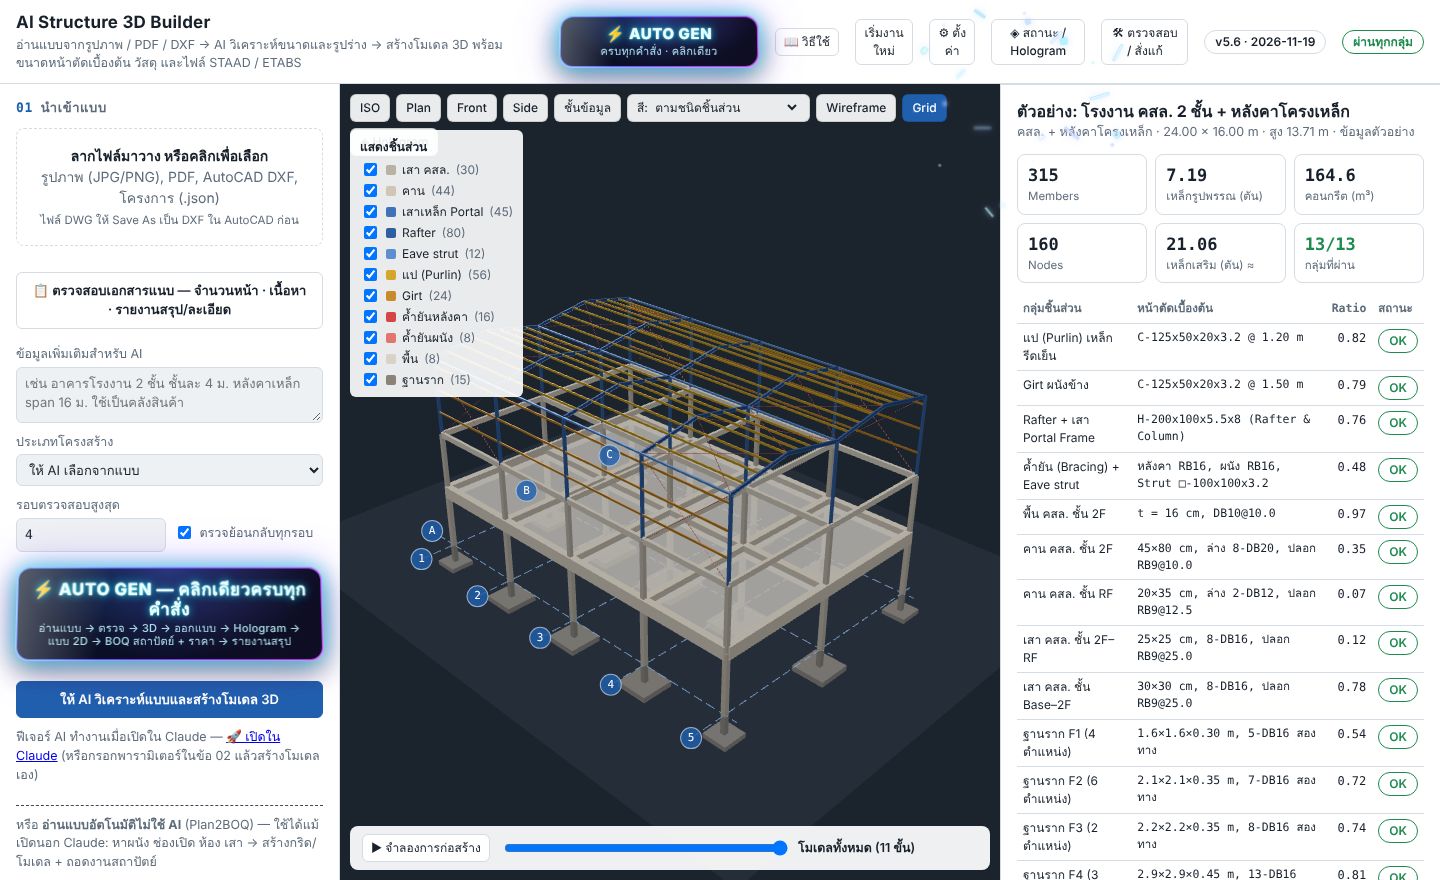 AI Structure 3D Builder
อ่านแบบจากรูปภาพ / PDF / DXF → AI วิเคราะห์ขนาดและรูปร่าง → สร้างโมเดล 3D พร้อม
ขนาดหน้าตัดเบื้องต้น วัสดุ และไฟล์ STAAD / ETABS
⚡ AUTO GEN
ครบทุกคำสั่ง · คลิกเดียว
📖 วิธีใช้
เริ่มงาน
ใหม่
⚙ ตั้ง
ค่า
◈ สถานะ /
Hologram
🛠 ตรวจสอบ
/ สั่งแก้
v5.6 · 2026-11-19
ผ่านทุกกลุ่ม
01 นำเข้าแบบ
ลากไฟล์มาวาง หรือคลิกเพื่อเลือก
รูปภาพ (JPG/PNG), PDF, AutoCAD DXF,
โครงการ (.json)
ไฟล์ DWG ให้ Save As เป็น DXF ใน AutoCAD ก่อน
📋 ตรวจสอบเอกสารแบบ — จำนวนหน้า · เนื้อหา
· รายงานสรุป/ละเอียด
ข้อมูลเพิ่มเติมสำหรับ AI
เช่น อาคารโรงงาน 2 ชั้น ชั้นละ 4 ม. หลังคาเหล็ก
span 16 ม. ใช้เป็นคลังสินค้า
ประเภทโครงสร้าง
ให้ AI เลือกจากแบบ
รอบตรวจสอบสูงสุด
4
ตรวจย้อนกลับทุกรอบ
⚡ AUTO GEN — คลิกเดียวครบทุก
คำสั่ง
อ่านแบบ → ตรวจ → 3D → ออกแบบ → Hologram →
แบบ 2D → BOQ สถาปัตย์ + ราคา → รายงานสรุป
ให้ AI วิเคราะห์แบบและสร้างโมเดล 3D
ฟีเจอร์ AI ทำงานเมื่อเปิดใน Claude — 🚀 เปิดใน
Claude (หรือกรอกพารามิเตอร์ในข้อ 02 แล้วสร้างโมเดล
เอง)
หรือ อ่านแบบอัตโนมัติไม่ใช้ AI (Plan2BOQ) — ใช้ได้แม้
เปิดนอก Claude: หาผนัง ช่องเปิด ห้อง เสา → สร้างกริด/
โมเดล + ถอดงานสถาปัตย์
ISO
Plan
Front
Side
ชั้นข้อมูล
สี: ตามชนิดชิ้นส่วน
Wireframe
Grid
แสดงชิ้นส่วน
เสา คสล. (30)
คาน (44)
เสาเหล็ก Portal (45)
Rafter (80)
Eave strut (12)
แป (Purlin) (56)
Girt (24)
ค้ำยันหลังคา (16)
ค้ำยันผนัง (8)
พื้น (8)
ฐานราก (15)
C
B
A
1
2
3
4
5
▶ จำลองการก่อสร้าง
โมเดลทั้งหมด (11 ชั้น)
ตัวอย่าง: โรงงาน คสล. 2 ชั้น + หลังคาโครงเหล็ก
คสล. + หลังคาโครงเหล็ก · 24.00 × 16.00 m · สูง 13.71 m · ข้อมูลตัวอย่าง
315
Members
7.19
เหล็กรูปพรรณ (ตัน)
164.6
คอนกรีต (m³)
160
Nodes
21.06
เหล็กเสริม (ตัน) ≈
13/13
กลุ่มที่ผ่าน
กลุ่มชิ้นส่วน หน้าตัดเบื้องต้น Ratio สถานะ
แป (Purlin) เหล็ก C-125x50x20x3.2 @ 1.20 m 0.82 OK
รีดเย็น
Girt ผนังข้าง C-125x50x20x3.2 @ 1.50 m 0.79 OK
Rafter + เสา H-200x100x5.5x8 (Rafter & 0.76 OK
Portal Frame Column)
ค้ำยัน (Bracing) + หลังคา RB16, ผนัง RB16, 0.48 OK
Eave strut Strut □-100x100x3.2
พื้น คสล. ชั้น 2F t = 16 cm, DB10@10.0 0.97 OK
คาน คสล. ชั้น 2F 45×80 cm, ล่าง 8-DB20, ปลอก 0.35 OK
RB9@10.0
คาน คสล. ชั้น RF 20×35 cm, ล่าง 2-DB12, ปลอก 0.07 OK
RB9@12.5
เสา คสล. ชั้น 2F– 25×25 cm, 8-DB16, ปลอก 0.12 OK
RF RB9@25.0
เสา คสล. ชั้น 30×30 cm, 8-DB16, ปลอก 0.78 OK
Base–2F RB9@25.0
ฐานราก F1 (4 1.6×1.6×0.30 m, 5-DB16 สอง 0.54 OK
ตำแหน่ง) ทาง
ฐานราก F2 (6 2.1×2.1×0.35 m, 7-DB16 สอง 0.72 OK
ตำแหน่ง) ทาง
ฐานราก F3 (2 2.2×2.2×0.35 m, 8-DB16 สอง 0.74 OK
ตำแหน่ง) ทาง
ฐานราก F4 (3 2.9×2.9×0.45 m, 13-DB16 0.81 OK